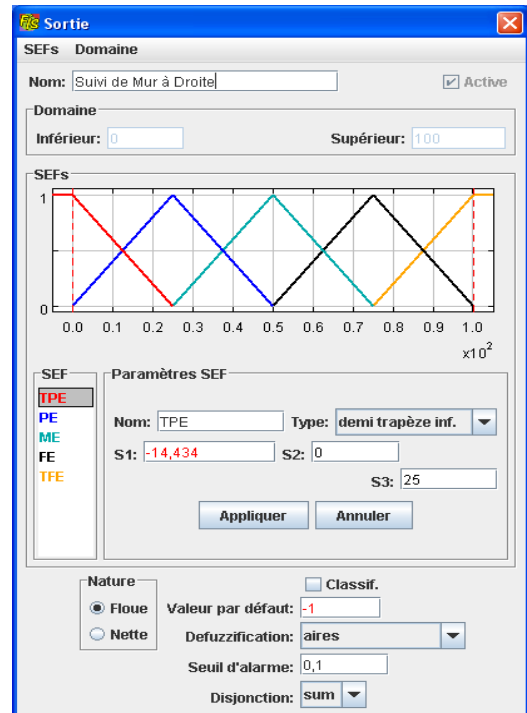 Fis Sortie
SEFs Domaine
Nom: Suivi de Mur à Droite
Active
Domaine
Inférieur: 0 Supérieur: 100
SEFs
1
0
0.0 0.1 0.2 0.3 0.4 0.5 0.6 0.7 0.8 0.9 1.0
x10²
SEF
TPE
PE
ME
FE
TFE
Paramètres SEF
Nom: TPE Type: demi trapèze inf.
S1: -14,434 S2: 0
S3: 25
Appliquer Annuler
Nature
Floue
Nette
Classif.
Valeur par défaut: -1
Defuzzification: aires
Seuil d'alarme: 0,1
Disjonction: sum